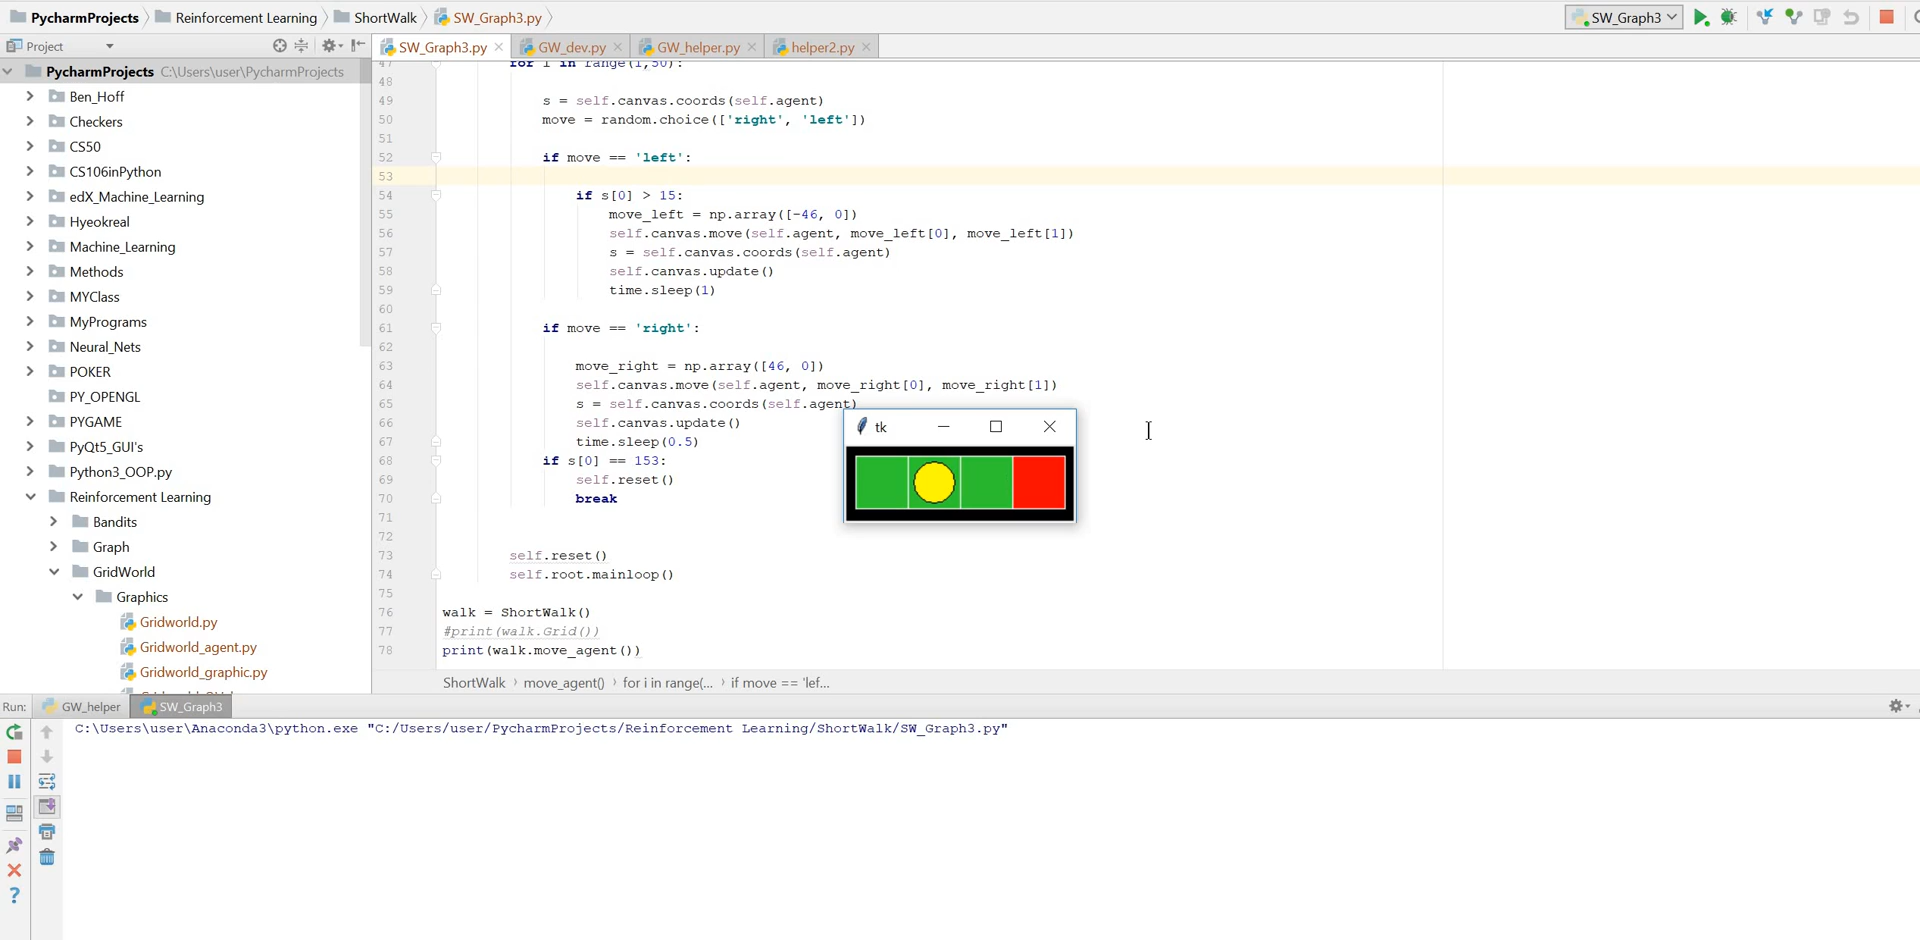 PycharmProjects Reinforcement Learning ShortWalk SW_Graph3.py SW_Graph3
Project SW_Graph3.py GW_dev.py GW_helper.py helper2.py
PycharmProjects C:\Users\user\PycharmProjects
Ben_Hoff
Checkers
CS50
CS106inPython
edX_Machine_Learning
Hyeokreal
Machine_Learning
Methods
MYClass
MyPrograms
Neural_Nets
POKER
PY_OPENGL
PYGAME
PyQt5_GUI's
Python3_OOP.py
Reinforcement Learning
Bandits
Graph
GridWorld
Graphics
Gridworld.py
Gridworld_agent.py
Gridworld_graphic.py
47 for i in range(1,50):
48
49 s = self.canvas.coords(self.agent)
50 move = random.choice(['right', 'left'])
51
52 if move == 'left':
53
54 if s[0] > 15:
55 move_left = np.array([-46, 0])
56 self.canvas.move(self.agent, move_left[0], move_left[1])
57 s = self.canvas.coords(self.agent)
58 self.canvas.update()
59 time.sleep(1)
60
61 if move == 'right':
62
63 move_right = np.array([46, 0])
64 self.canvas.move(self.agent, move_right[0], move_right[1])
65 s = self.canvas.coords(self.agent)
66 self.canvas.update()
67 time.sleep(0.5)
68 if s[0] == 153:
69 self.reset()
70 break
71
72
73 self.reset()
74 self.root.mainloop()
75
76 walk = ShortWalk()
77 #print(walk.Grid())
78 print(walk.move_agent())
tk
ShortWalk move_agent() for i in range(... if move == 'lef...
Run: GW_helper SW_Graph3
C:\Users\user\Anaconda3\python.exe "C:/Users/user/PycharmProjects/Reinforcement Learning/ShortWalk/SW_Graph3.py"